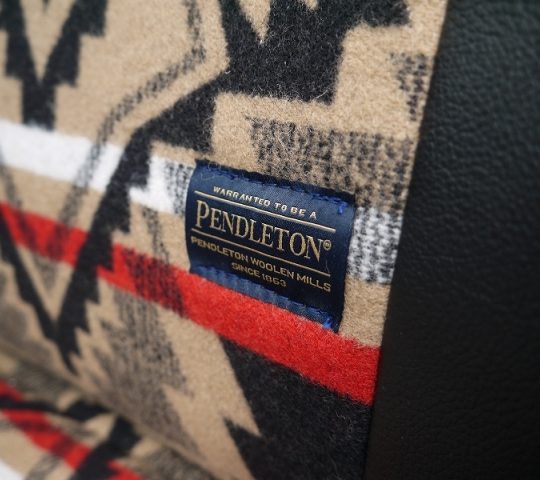 WARRANTED TO BE A
PENDLETON®
PENDLETON WOOLEN MILLS
SINCE 1863